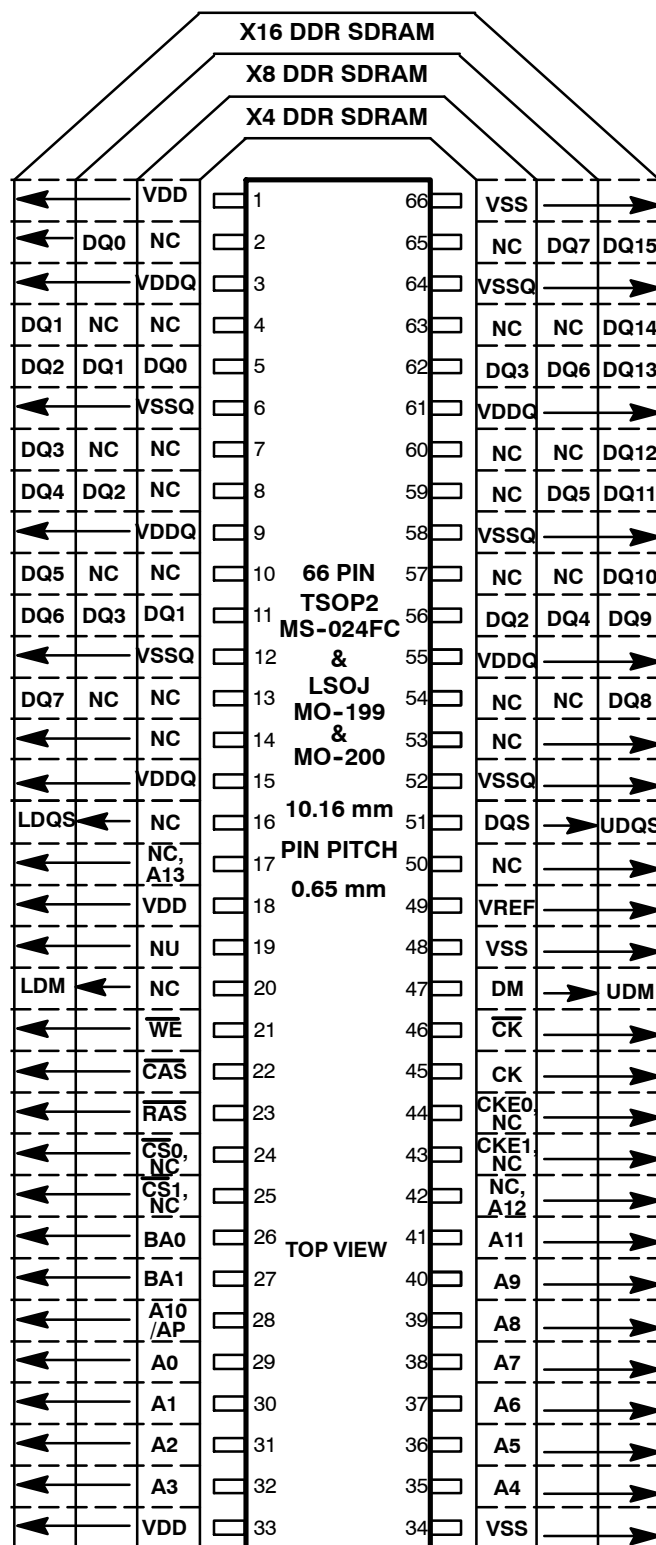 X16 DDR SDRAM
X8 DDR SDRAM
X4 DDR SDRAM
VDD 1 66 VSS
DQ0 NC 2 65 NC DQ7 DQ15
VDDQ 3 64 VSSQ
DQ1 NC NC 4 63 NC NC DQ14
DQ2 DQ1 DQ0 5 62 DQ3 DQ6 DQ13
VSSQ 6 61 VDDQ
DQ3 NC NC 7 60 NC NC DQ12
DQ4 DQ2 NC 8 59 NC DQ5 DQ11
VDDQ 9 58 VSSQ
DQ5 NC NC 10 66 PIN 57 NC NC DQ10
TSOP2
DQ6 DQ3 DQ1 11 56 DQ2 DQ4 DQ9
MS-024FC
VSSQ 12 & 55 VDDQ
LSOJ
DQ7 NC NC 13 54 NC NC DQ8
MO-199
NC 14 & 53 NC
MO-200
VDDQ 15 52 VSSQ
LDQS NC 16 10.16 mm 51 DQS UDQS
NC, A13 17 PIN PITCH 50 NC
VDD 18 0.65 mm 49 VREF
NU 19 48 VSS
LDM NC 20 47 DM UDM
W̅E̅ 21 46 C̅K̅
C̅A̅S̅ 22 45 CK
R̅A̅S̅ 23 44 CKE0, NC
C̅S̅0, NC 24 43 CKE1, NC
C̅S̅1, NC 25 42 NC, A12
BA0 26 41 A11
TOP VIEW
BA1 27 40 A9
A10 /AP 28 39 A8
A0 29 38 A7
A1 30 37 A6
A2 31 36 A5
A3 32 35 A4
VDD 33 34 VSS